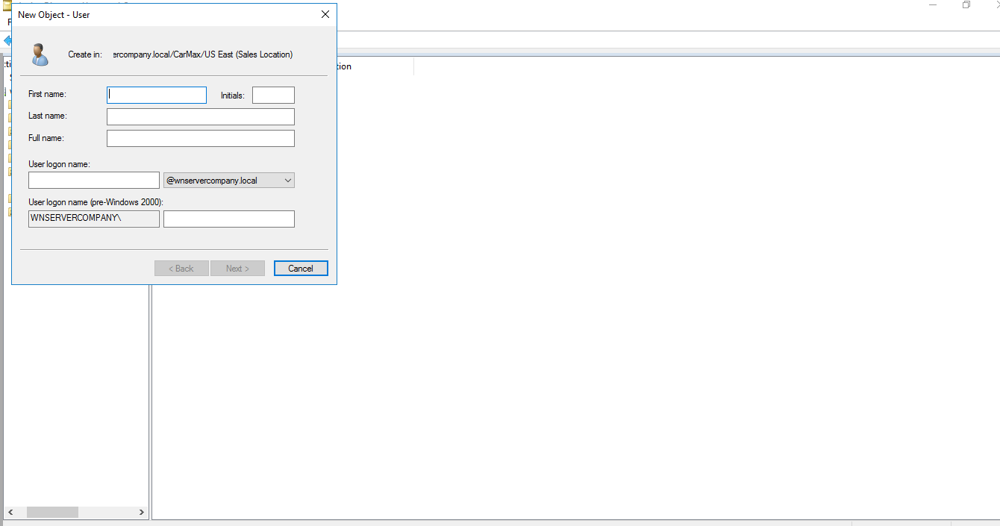 New Object - User
Create in: ercompany.local/CarMax/US East (Sales Location)
tion
First name:
Initials:
Last name:
Full name:
User logon name:
@wnservercompany.local
User logon name (pre-Windows 2000):
WNSERVERCOMPANY\
< Back
Next >
Cancel